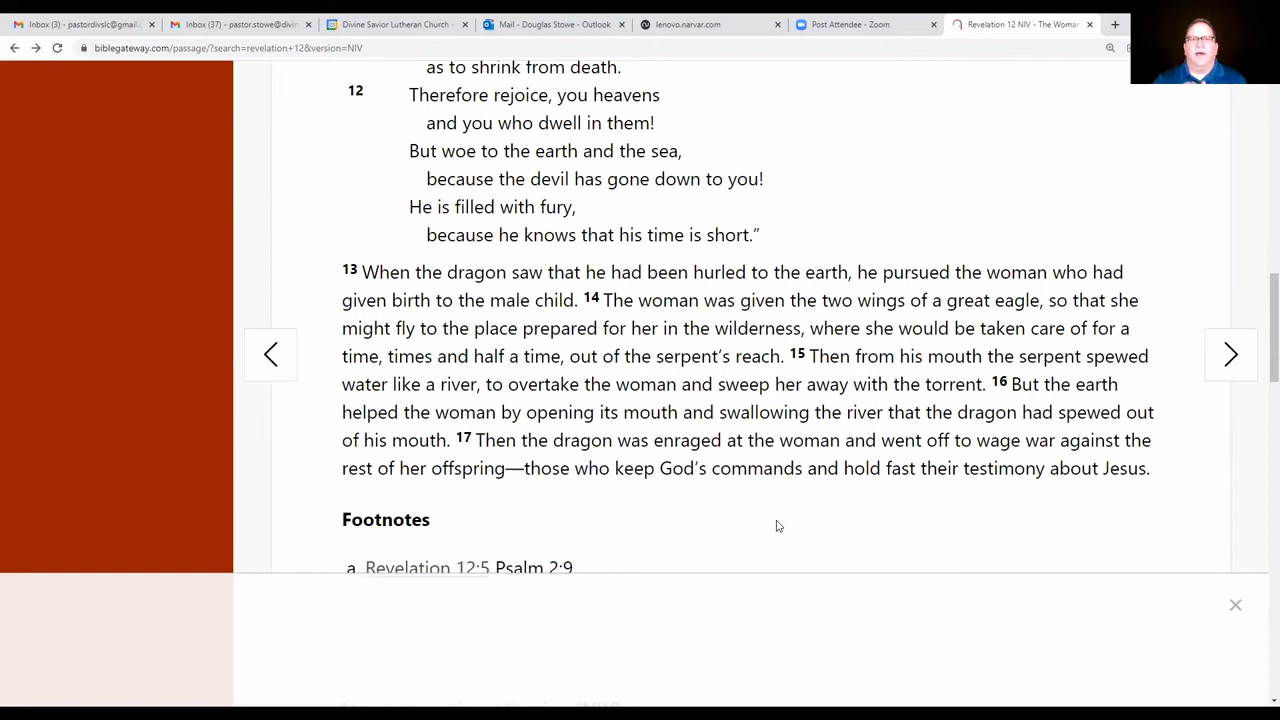 Inbox (3) - pastordivslc@gmail.c
Inbox (37) - pastor.stowe@divin
Divine Savior Lutheran Church -
Mail - Douglas Stowe - Outlook
lenovo.narvar.com
Post Attendee - Zoom
Revelation 12 NIV - The Woma
biblegateway.com/passage/?search=revelation+12&version=NIV
as to shrink from death.
12 Therefore rejoice, you heavens
and you who dwell in them!
But woe to the earth and the sea,
because the devil has gone down to you!
He is filled with fury,
because he knows that his time is short.”
13 When the dragon saw that he had been hurled to the earth, he pursued the woman who had
given birth to the male child. 14 The woman was given the two wings of a great eagle, so that she
might fly to the place prepared for her in the wilderness, where she would be taken care of for a
time, times and half a time, out of the serpent’s reach. 15 Then from his mouth the serpent spewed
water like a river, to overtake the woman and sweep her away with the torrent. 16 But the earth
helped the woman by opening its mouth and swallowing the river that the dragon had spewed out
of his mouth. 17 Then the dragon was enraged at the woman and went off to wage war against the
rest of her offspring—those who keep God’s commands and hold fast their testimony about Jesus.
Footnotes
a. Revelation 12:5 Psalm 2:9